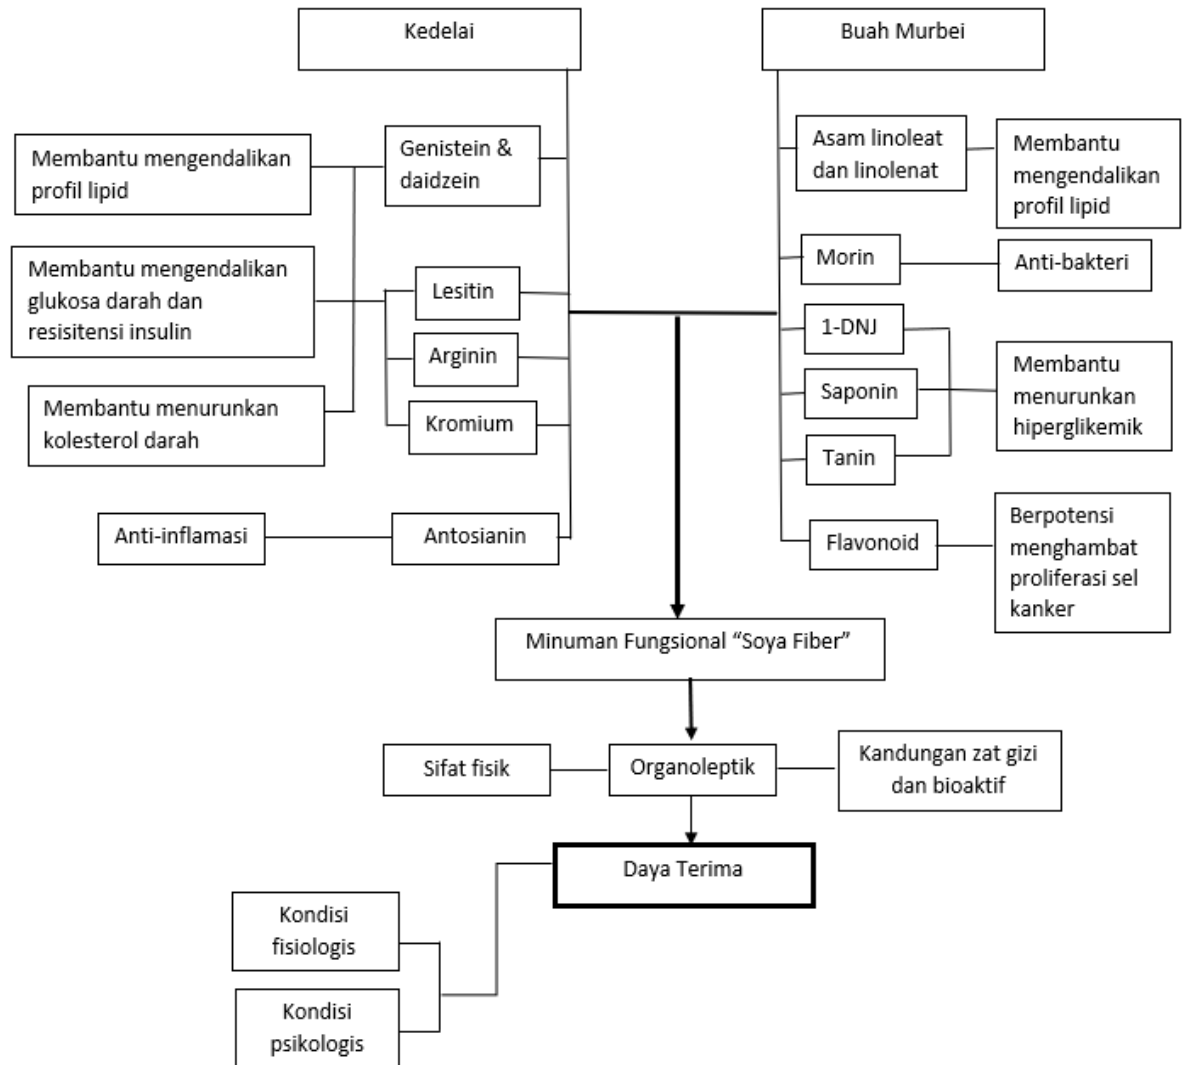 Kedelai
Buah Murbei
Membantu mengendalikan
profil lipid
Genistein &
daidzein
Asam linoleat
dan linolenat
Membantu
mengendalikan
profil lipid
Membantu mengendalikan
glukosa darah dan
resisitensi insulin
Lesitin
Morin
Anti-bakteri
Arginin
1-DNJ
Membantu menurunkan
kolesterol darah
Kromium
Saponin
Tanin
Membantu
menurunkan
hiperglikemik
Anti-inflamasi
Antosianin
Flavonoid
Berpotensi
menghambat
proliferasi sel
kanker
Minuman Fungsional “Soya Fiber”
Sifat fisik
Organoleptik
Kandungan zat gizi
dan bioaktif
Daya Terima
Kondisi
fisiologis
Kondisi
psikologis